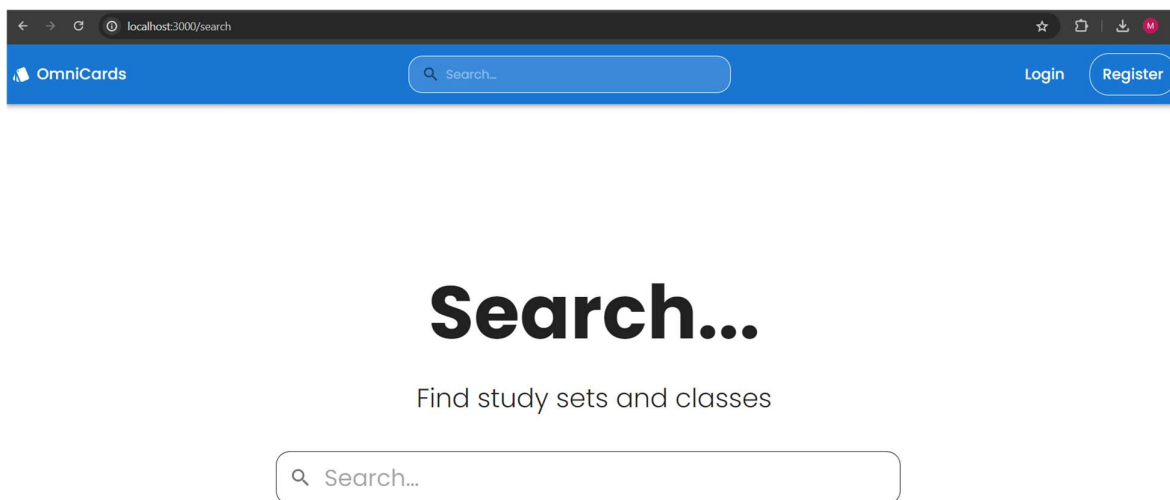 localhost:3000/search
M
OmniCards
Search...
Login
Register
Search...
Find study sets and classes
Search...